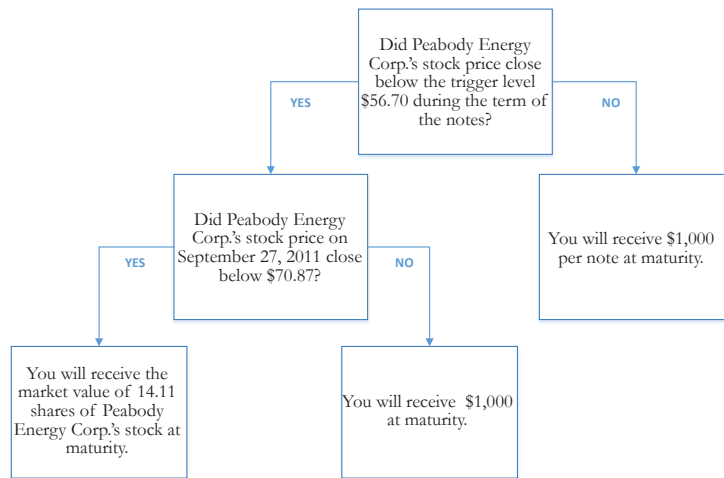 Did Peabody Energy
Corp.'s stock price close
below the trigger level
$56.70 during the term of
the notes?
YES
NO
Did Peabody Energy
Corp.'s stock price on
September 27, 2011 close
below $70.87?
You will receive $1,000
per note at maturity.
YES
NO
You will receive the
market value of 14.11
shares of Peabody
Energy Corp.'s stock at
maturity.
You will receive $1,000
at maturity.